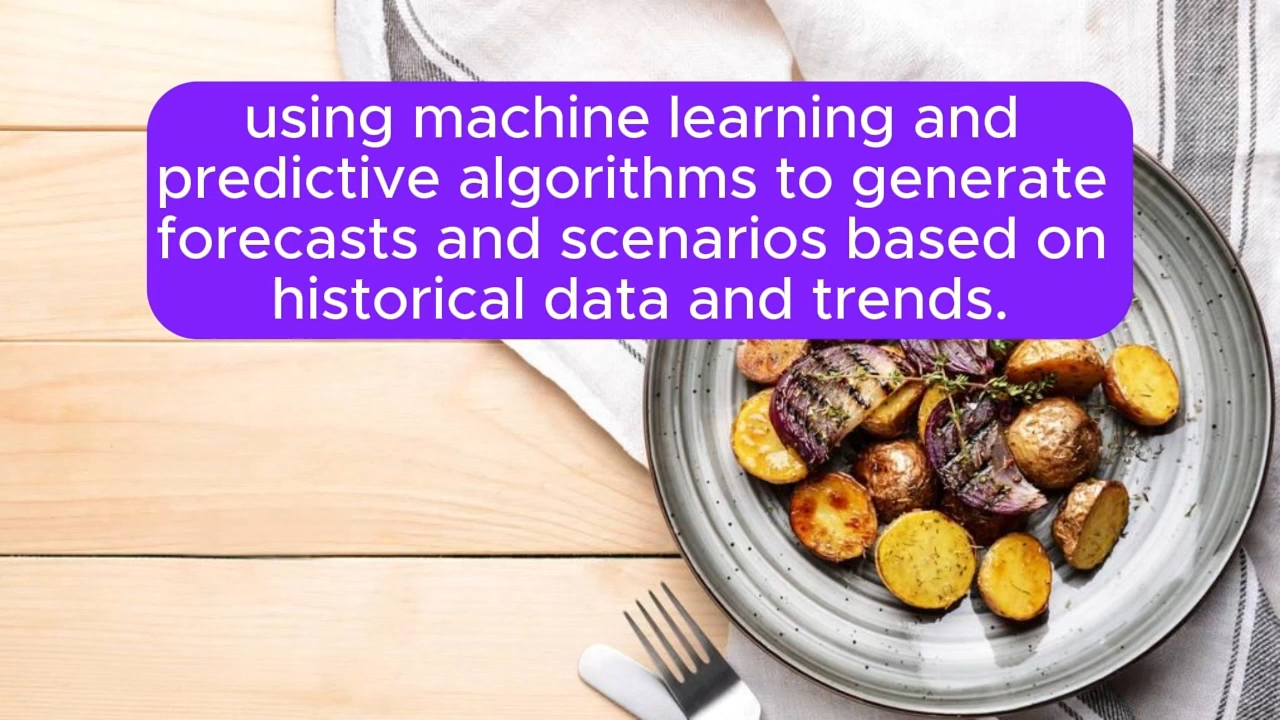 using machine learning and
predictive algorithms to generate
forecasts and scenarios based on
historical data and trends.